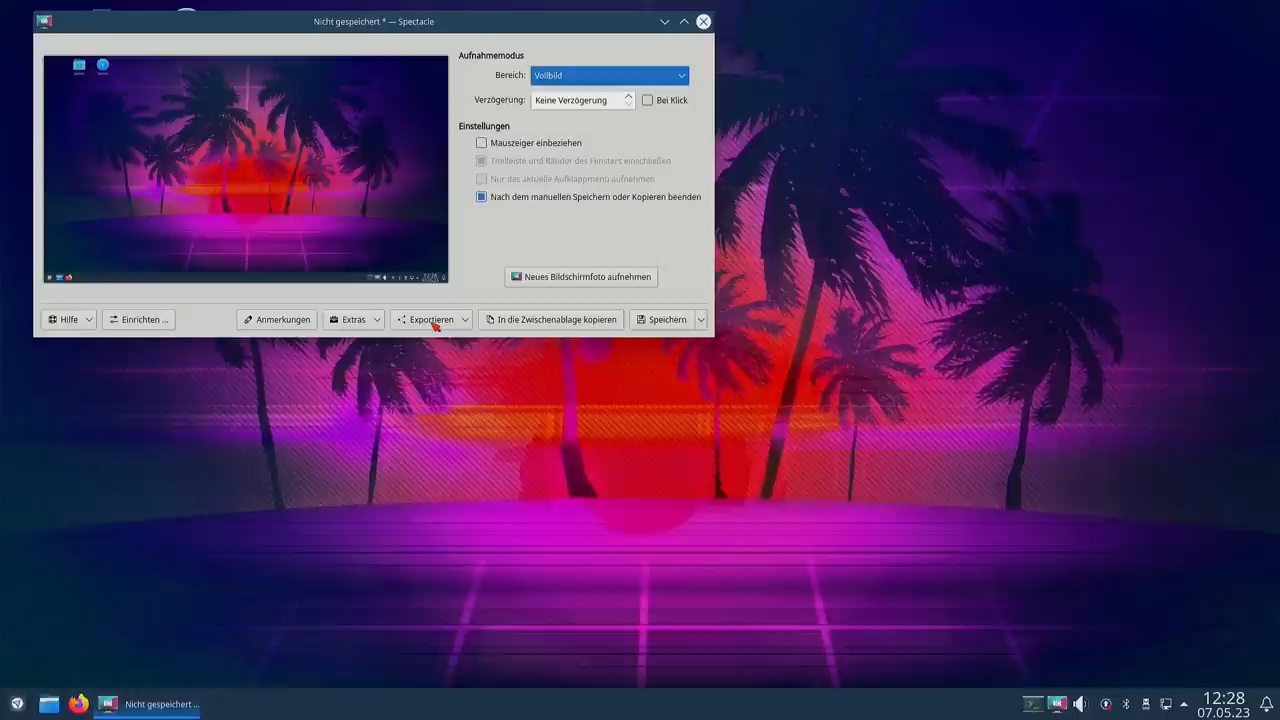 Nicht gespeichert * — Spectacle
Aufnahmemodus
Bereich: Vollbild
Verzögerung: Keine Verzögerung Bei Klick
Einstellungen
Mauszeiger einbeziehen
Titelleiste und Ränder des Fensters einschließen
Nur das aktuelle Aufklappmenü aufnehmen
Nach dem manuellen Speichern oder Kopieren beenden
Neues Bildschirmfoto aufnehmen
Hilfe Einrichten ... Anmerkungen Extras Exportieren In die Zwischenablage kopieren Speichern
Nicht gespeichert ...
12:28
07.05.23